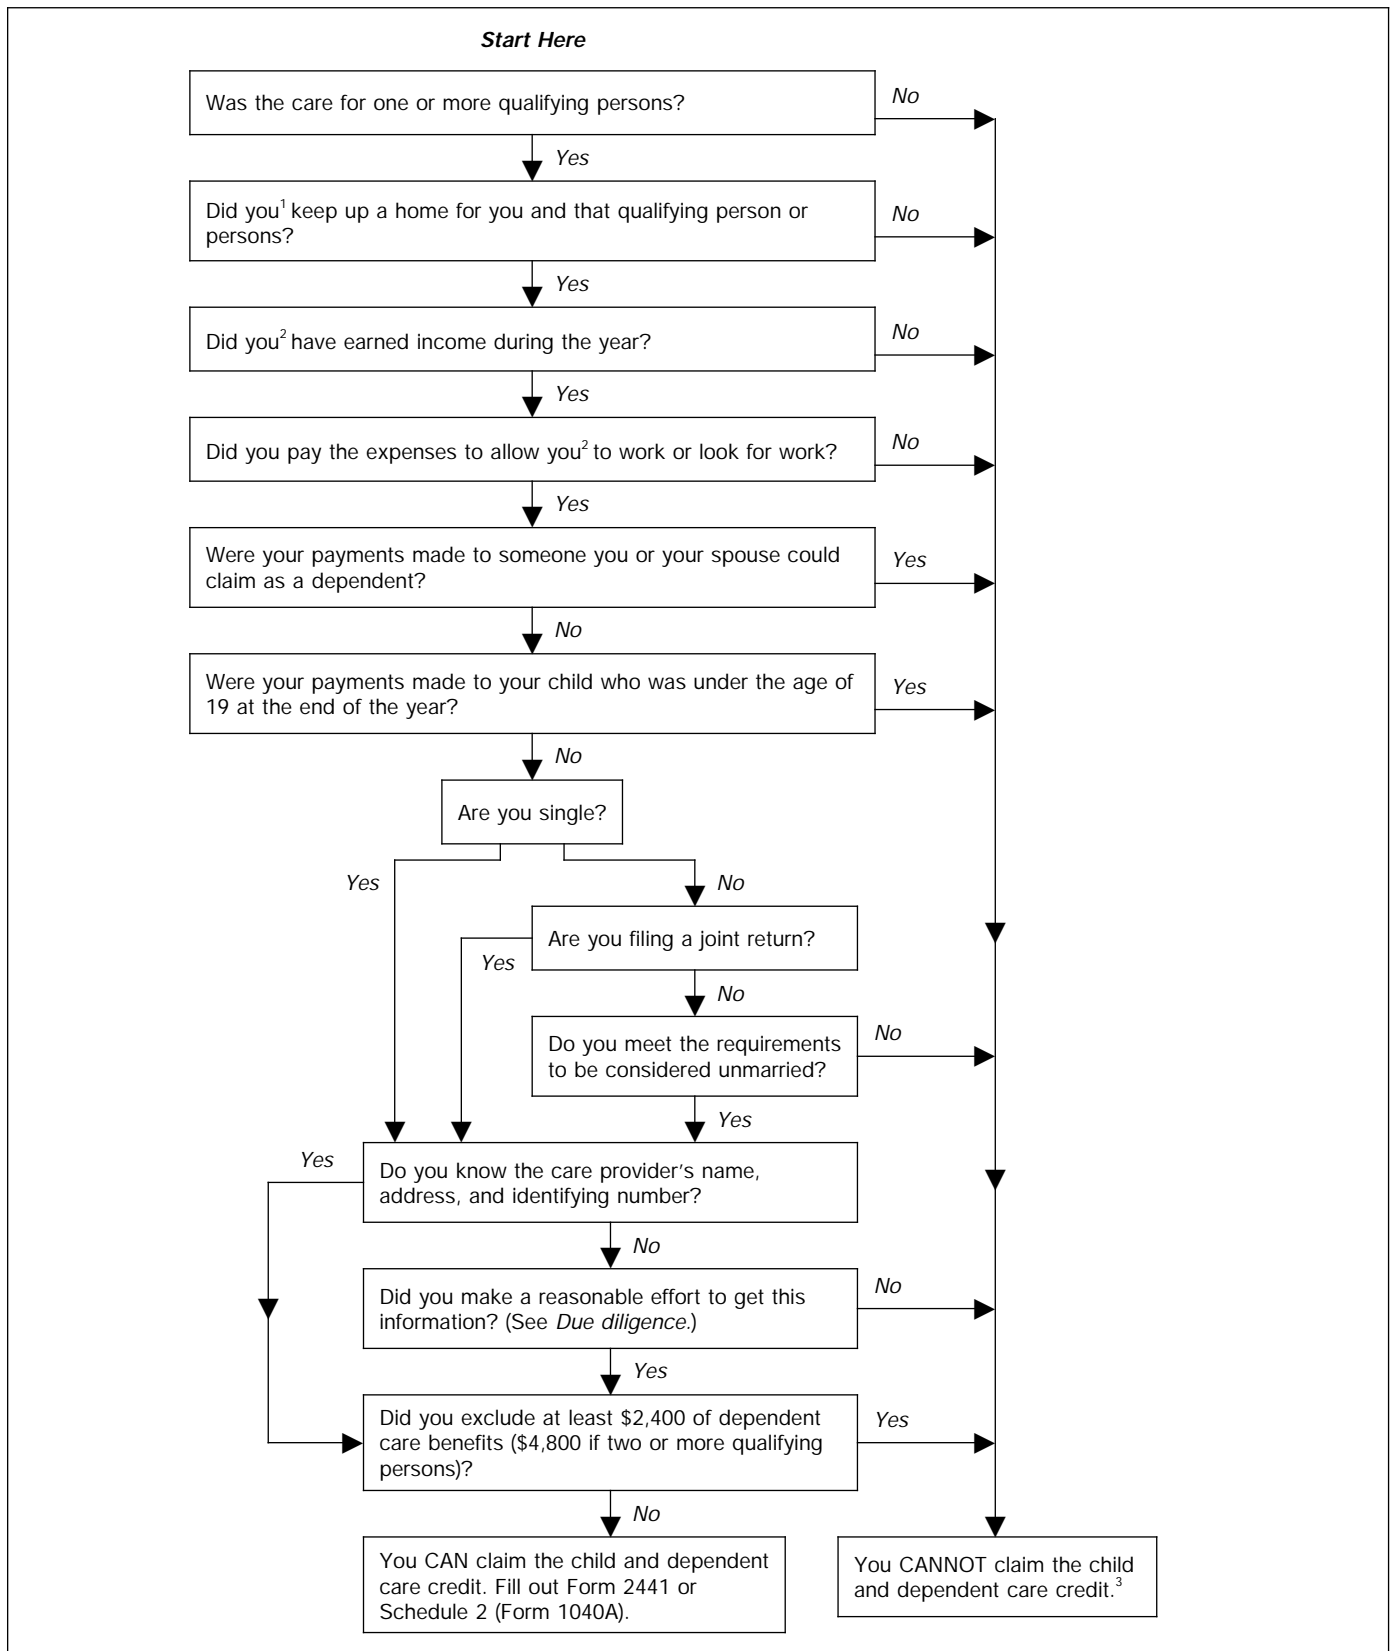 Start Here
Was the care for one or more qualifying persons?
No
Yes
Did you¹ keep up a home for you and that qualifying person or
persons?
No
Yes
Did you² have earned income during the year?
No
Yes
Did you pay the expenses to allow you² to work or look for work?
No
Yes
Were your payments made to someone you or your spouse could
claim as a dependent?
Yes
No
Were your payments made to your child who was under the age of
19 at the end of the year?
Yes
No
Are you single?
Yes
No
Are you filing a joint return?
Yes
No
Do you meet the requirements
to be considered unmarried?
No
Yes
Do you know the care provider's name,
address, and identifying number?
Yes
No
Did you make a reasonable effort to get this
information? (See Due diligence.)
No
Yes
Did you exclude at least $2,400 of dependent
care benefits ($4,800 if two or more qualifying
persons)?
Yes
No
You CAN claim the child and dependent
care credit. Fill out Form 2441 or
Schedule 2 (Form 1040A).
You CANNOT claim the child
and dependent care credit.³